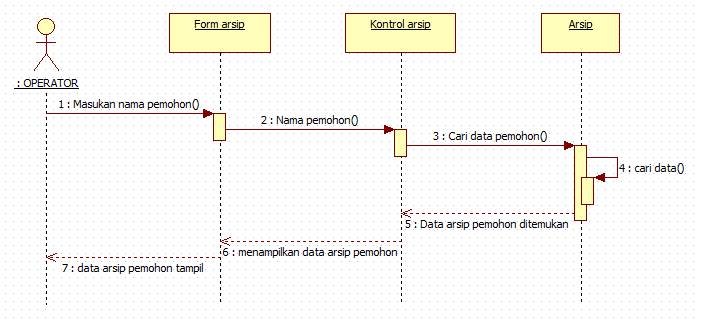 Form arsip
Kontrol arsip
Arsip
: OPERATOR
1 : Masukan nama pemohon()
2 : Nama pemohon()
3 : Cari data pemohon()
4 : cari data()
5 : Data arsip pemohon ditemukan
6 : menampilkan data arsip pemohon
7 : data arsip pemohon tampil